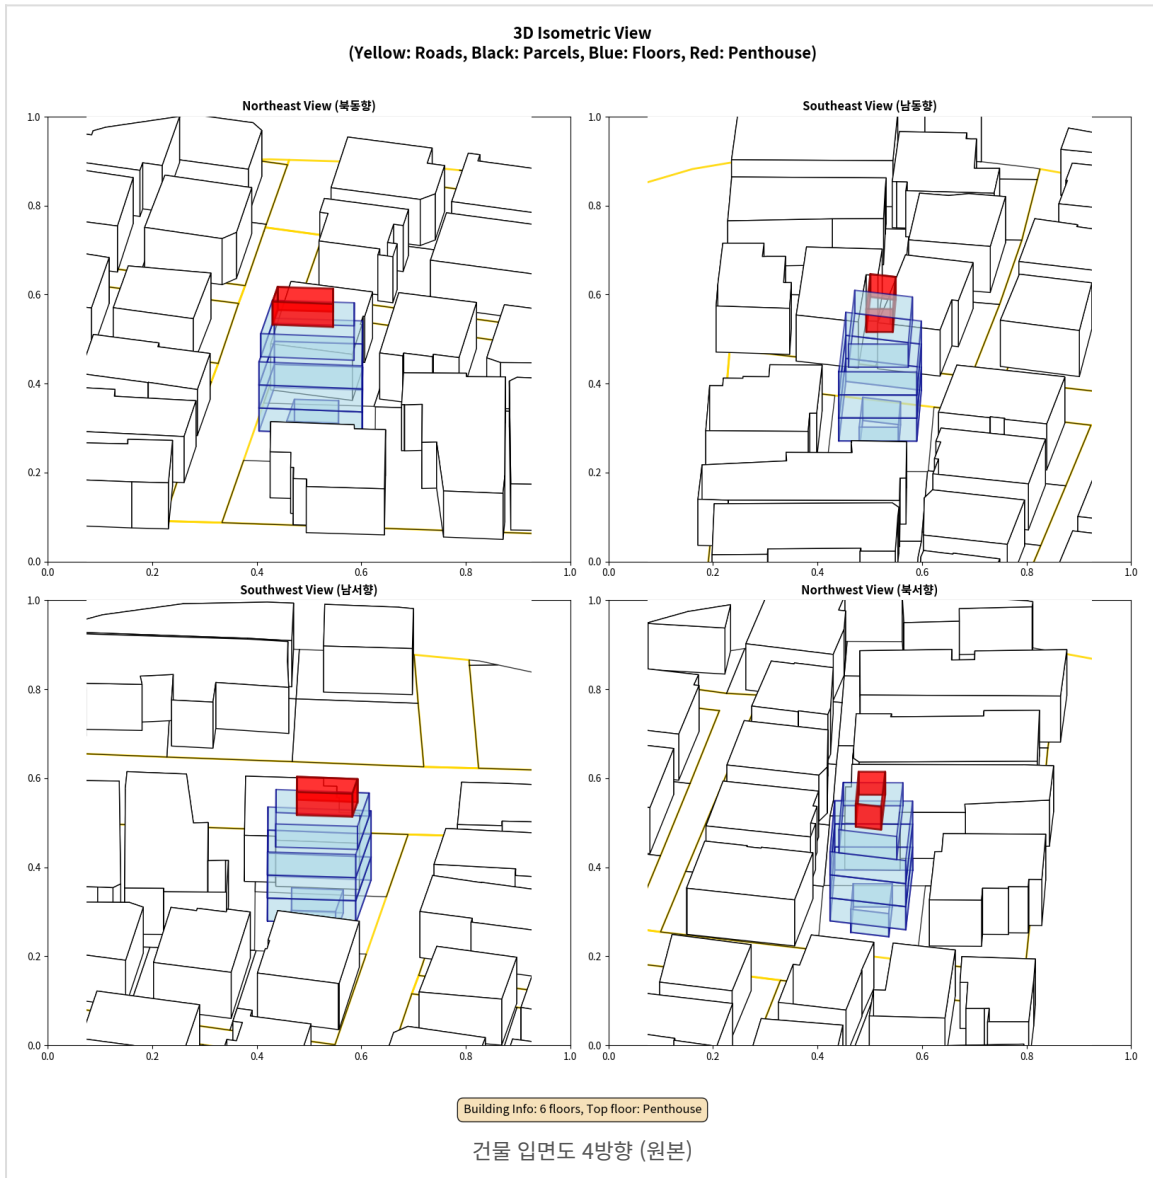 3D Isometric View
(Yellow: Roads, Black: Parcels, Blue: Floors, Red: Penthouse)
Northeast View (북동향)
1.0
0.8
0.6
0.4
0.2
0.0
0.0 0.2 0.4 0.6 0.8 1.0
Southeast View (남동향)
1.0
0.8
0.6
0.4
0.2
0.0
0.0 0.2 0.4 0.6 0.8 1.0
Southwest View (남서향)
1.0
0.8
0.6
0.4
0.2
0.0
0.0 0.2 0.4 0.6 0.8 1.0
Northwest View (북서향)
1.0
0.8
0.6
0.4
0.2
0.0
0.0 0.2 0.4 0.6 0.8 1.0
Building Info: 6 floors, Top floor: Penthouse
건물 입면도 4방향 (원본)